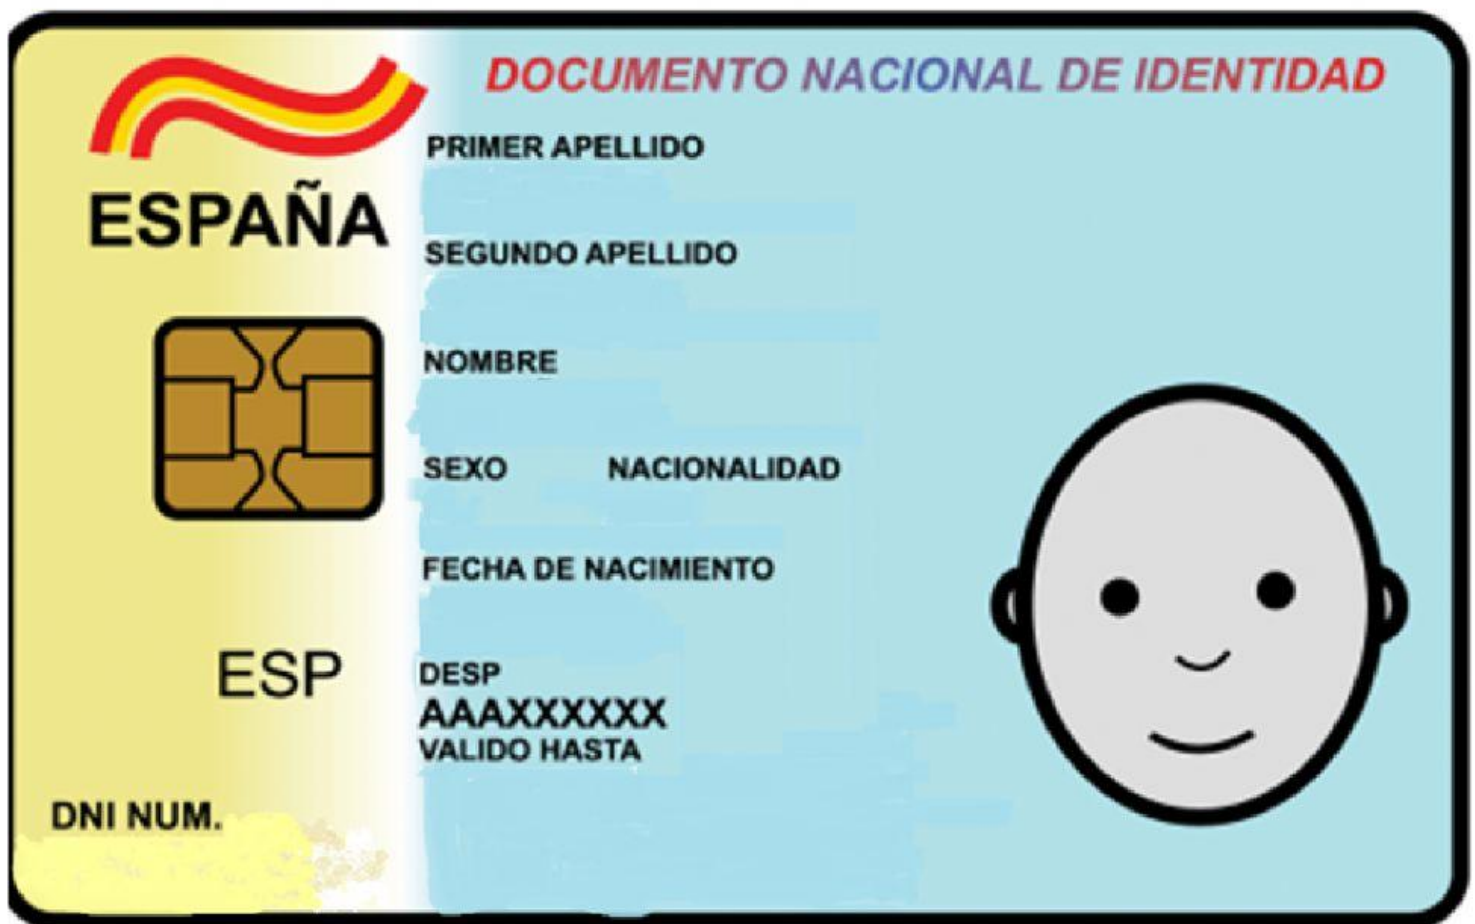 DOCUMENTO NACIONAL DE IDENTIDAD
ESPAÑA
PRIMER APELLIDO
SEGUNDO APELLIDO
NOMBRE
SEXO NACIONALIDAD
FECHA DE NACIMIENTO
ESP
DESP
AAAXXXXXX
VALIDO HASTA
DNI NUM.